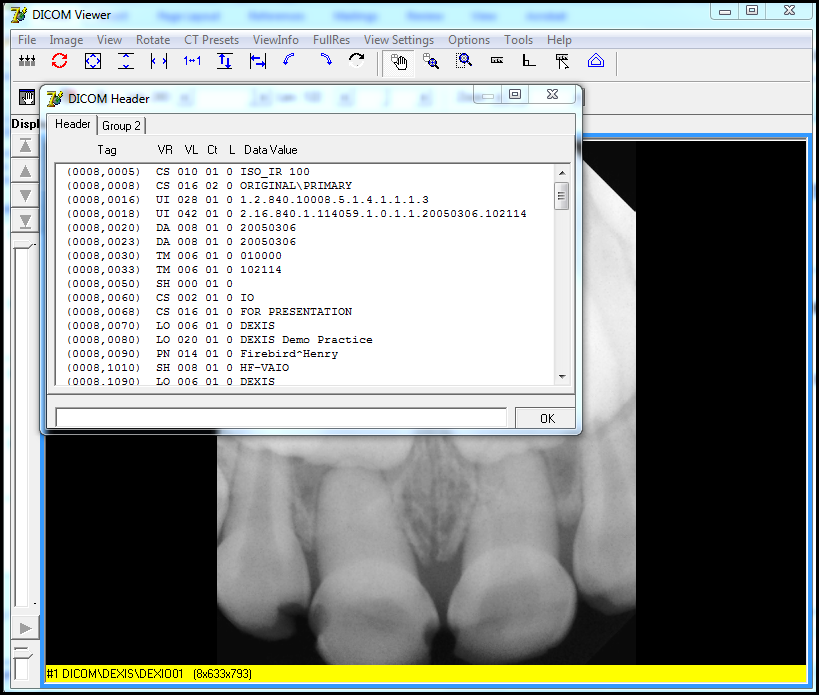 DICOM Viewer
File Image View Rotate CT Presets ViewInfo FullRes View Settings Options Tools Help
DICOM Header
Header Group 2
Displ
Tag VR VL Ct L Data Value
(0008,0005) CS 010 01 0 ISO_IR 100
(0008,0008) CS 016 02 0 ORIGINAL\PRIMARY
(0008,0016) UI 028 01 0 1.2.840.10008.5.1.4.1.1.1.3
(0008,0018) UI 042 01 0 2.16.840.1.114059.1.0.1.1.20050306.102114
(0008,0020) DA 008 01 0 20050306
(0008,0023) DA 008 01 0 20050306
(0008,0030) TM 006 01 0 010000
(0008,0033) TM 006 01 0 102114
(0008,0050) SH 000 01 0
(0008,0060) CS 002 01 0 IO
(0008,0068) CS 016 01 0 FOR PRESENTATION
(0008,0070) LO 006 01 0 DEXIS
(0008,0080) LO 020 01 0 DEXIS Demo Practice
(0008,0090) PN 014 01 0 Firebird^Henry
(0008,1010) SH 008 01 0 HF-VAIO
(0008,1090) LO 006 01 0 DEXIS
OK
#1 DICOM\DEXIS\DEXIO01 (8x633x793)